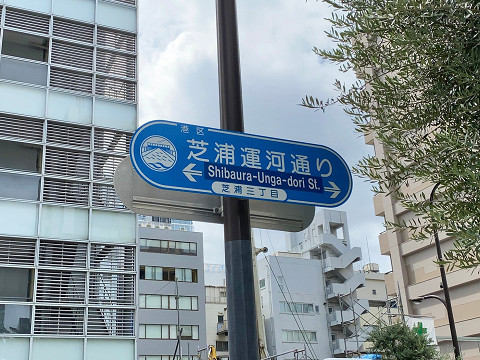 港区
芝浦運河通り
Shibaura-Unga-dori St.
芝浦三丁目